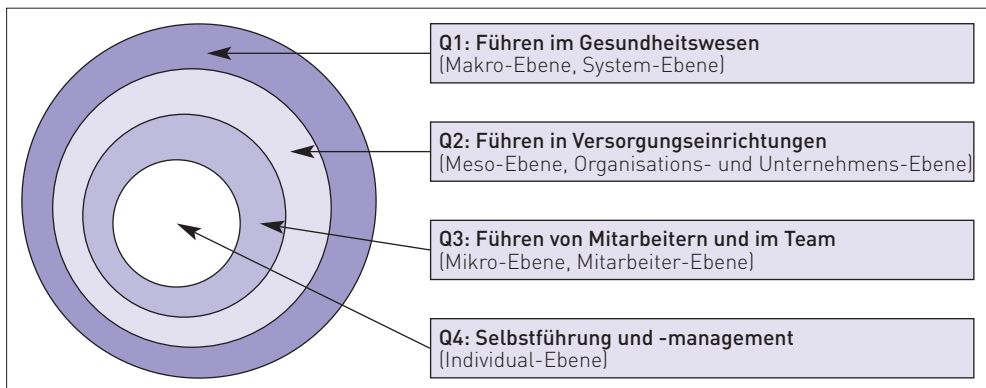 Q1: Führen im Gesundheitswesen
(Makro-Ebene, System-Ebene)
Q2: Führen in Versorgungseinrichtungen
(Meso-Ebene, Organisations- und Unternehmens-Ebene)
Q3: Führen von Mitarbeitern und im Team
(Mikro-Ebene, Mitarbeiter-Ebene)
Q4: Selbstführung und -management
(Individual-Ebene)